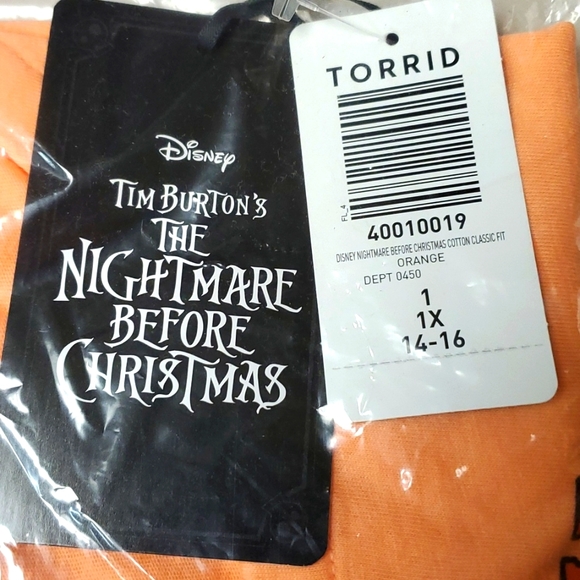 Disney
TIM BURTON'S
THE
NIGHTMARE
BEFORE
CHRISTMAS
TORRID
FL_4
40010019
DISNEY NIGHTMARE BEFORE CHRISTMAS COTTON CLASSIC FIT
ORANGE
DEPT 0450
1
1X
14-16